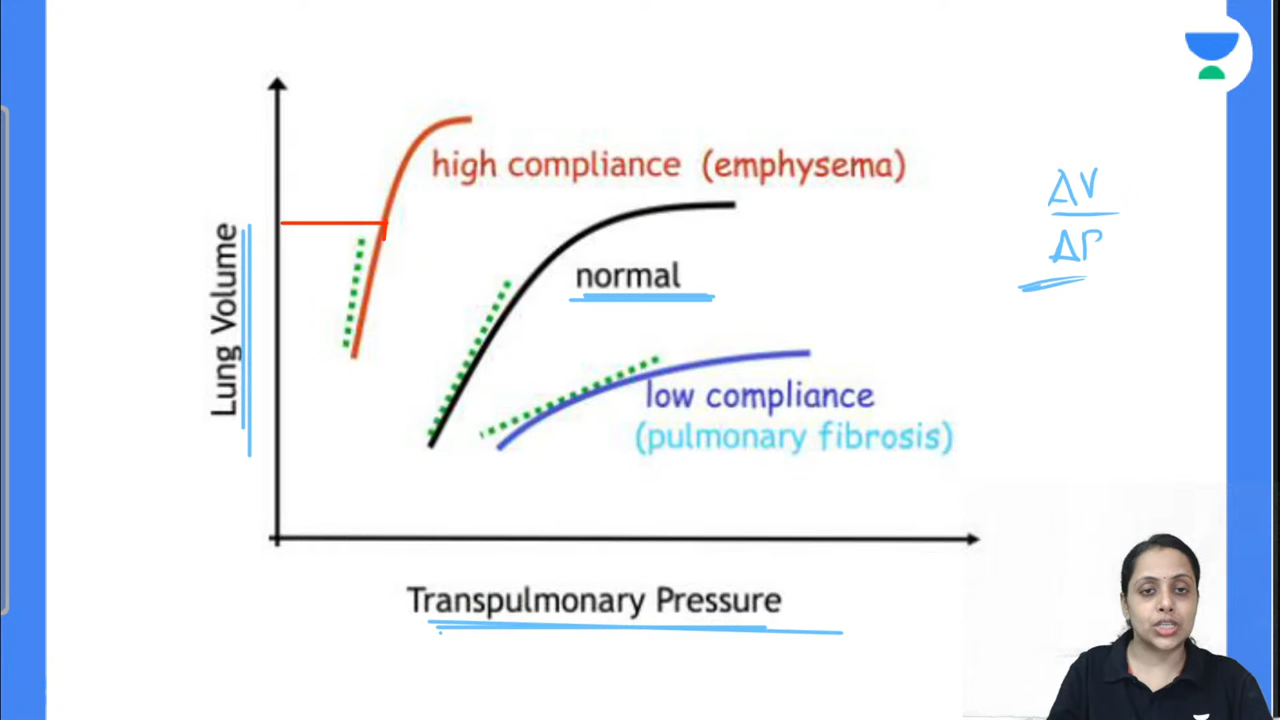 high compliance (emphysema)
ΔV
ΔP
normal
Lung Volume
low compliance
(pulmonary fibrosis)
Transpulmonary Pressure